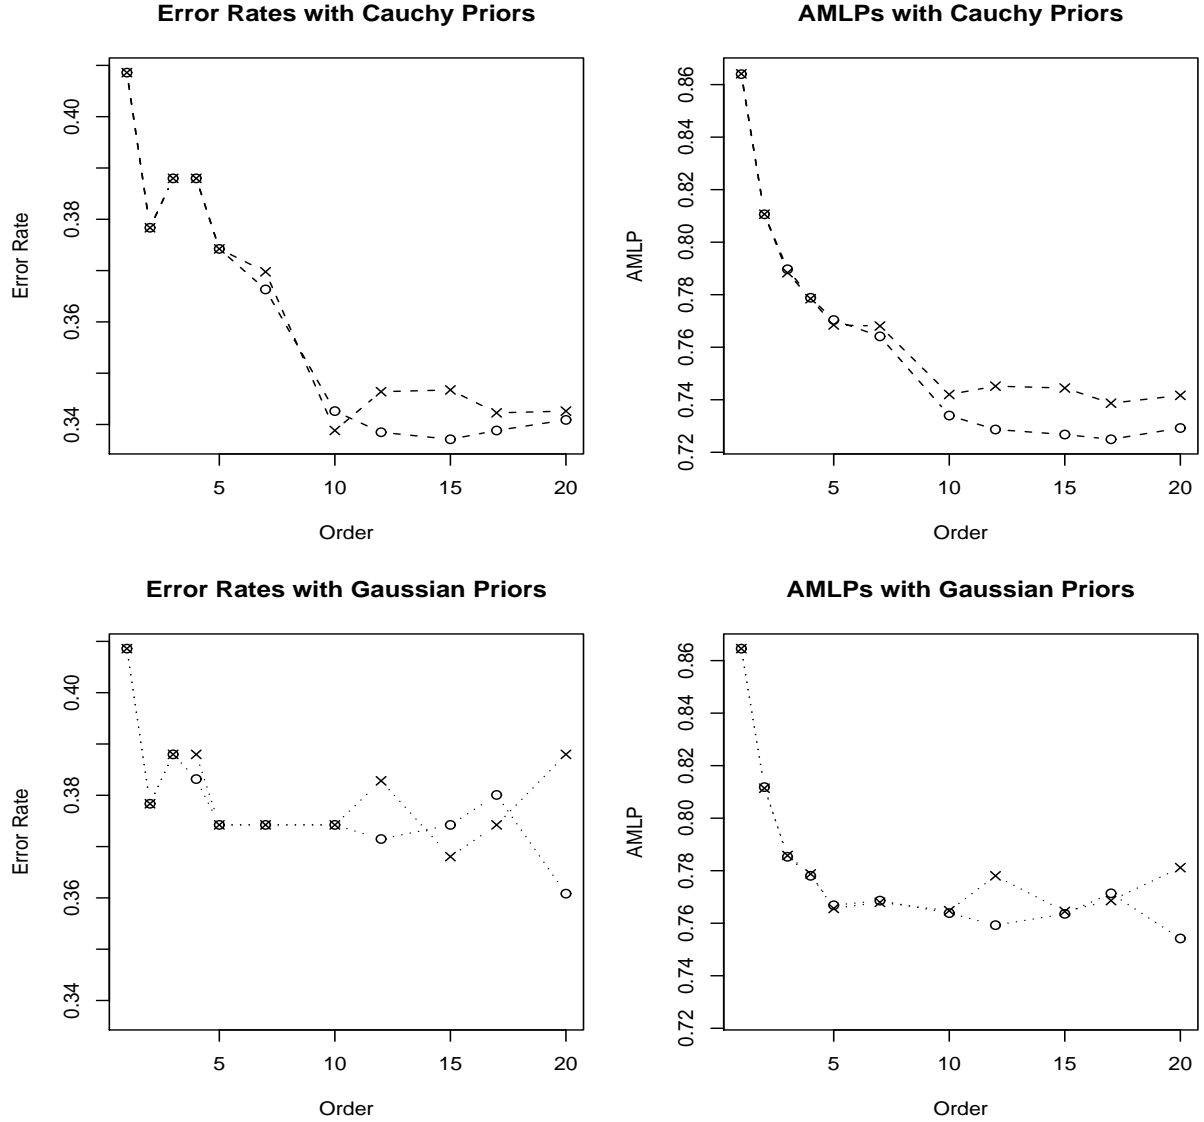 Error Rates with Cauchy Priors
Error Rate
0.40
0.38
0.36
0.34
5 10 15 20
Order
AMLPs with Cauchy Priors
AMLP
0.86
0.84
0.82
0.80
0.78
0.76
0.74
0.72
5 10 15 20
Order
Error Rates with Gaussian Priors
Error Rate
0.40
0.38
0.36
0.34
5 10 15 20
Order
AMLPs with Gaussian Priors
AMLP
0.86
0.84
0.82
0.80
0.78
0.76
0.74
0.72
5 10 15 20
Order